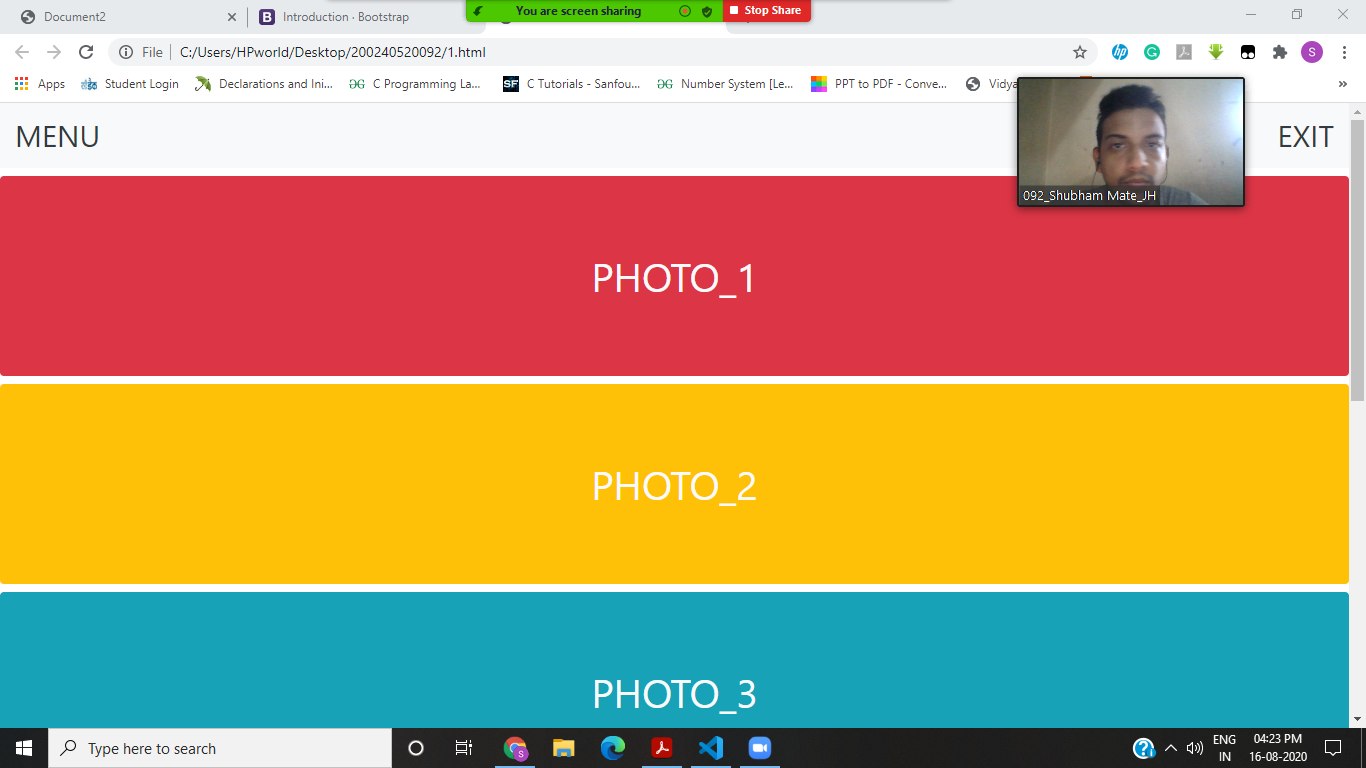 Document2
Introduction · Bootstrap
You are screen sharing
Stop Share
File
C:/Users/HPworld/Desktop/200240520092/1.html
S
Apps
Student Login
Declarations and Ini...
C Programming La...
SF
C Tutorials - Sanfou...
Number System [Le...
PPT to PDF - Conve...
Vidya
MENU
EXIT
092_Shubham Mate_JH
PHOTO_1
PHOTO_2
PHOTO_3
Type here to search
ENG
IN
04:23 PM
16-08-2020